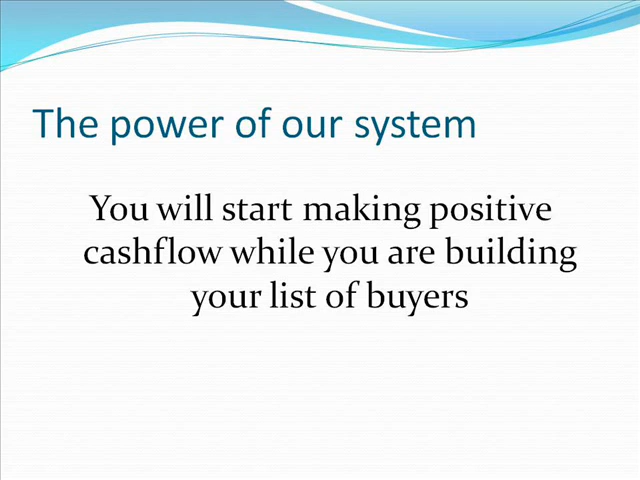 The power of our system
You will start making positive
cashflow while you are building
your list of buyers